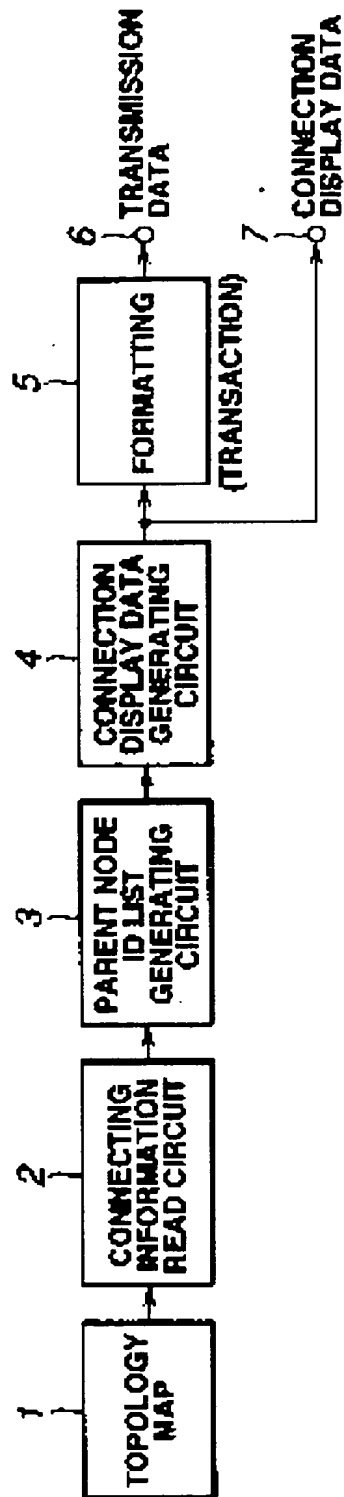 1
TOPOLOGY
MAP
2
CONNECTING
INFORMATION
READ CIRCUIT
3
PARENT NODE
ID LIST
GENERATING
CIRCUIT
4
CONNECTION
DISPLAY DATA
GENERATING
CIRCUIT
5
FORMATTING
(TRANSACTION)
6
TRANSMISSION
DATA
7
CONNECTION
DISPLAY DATA